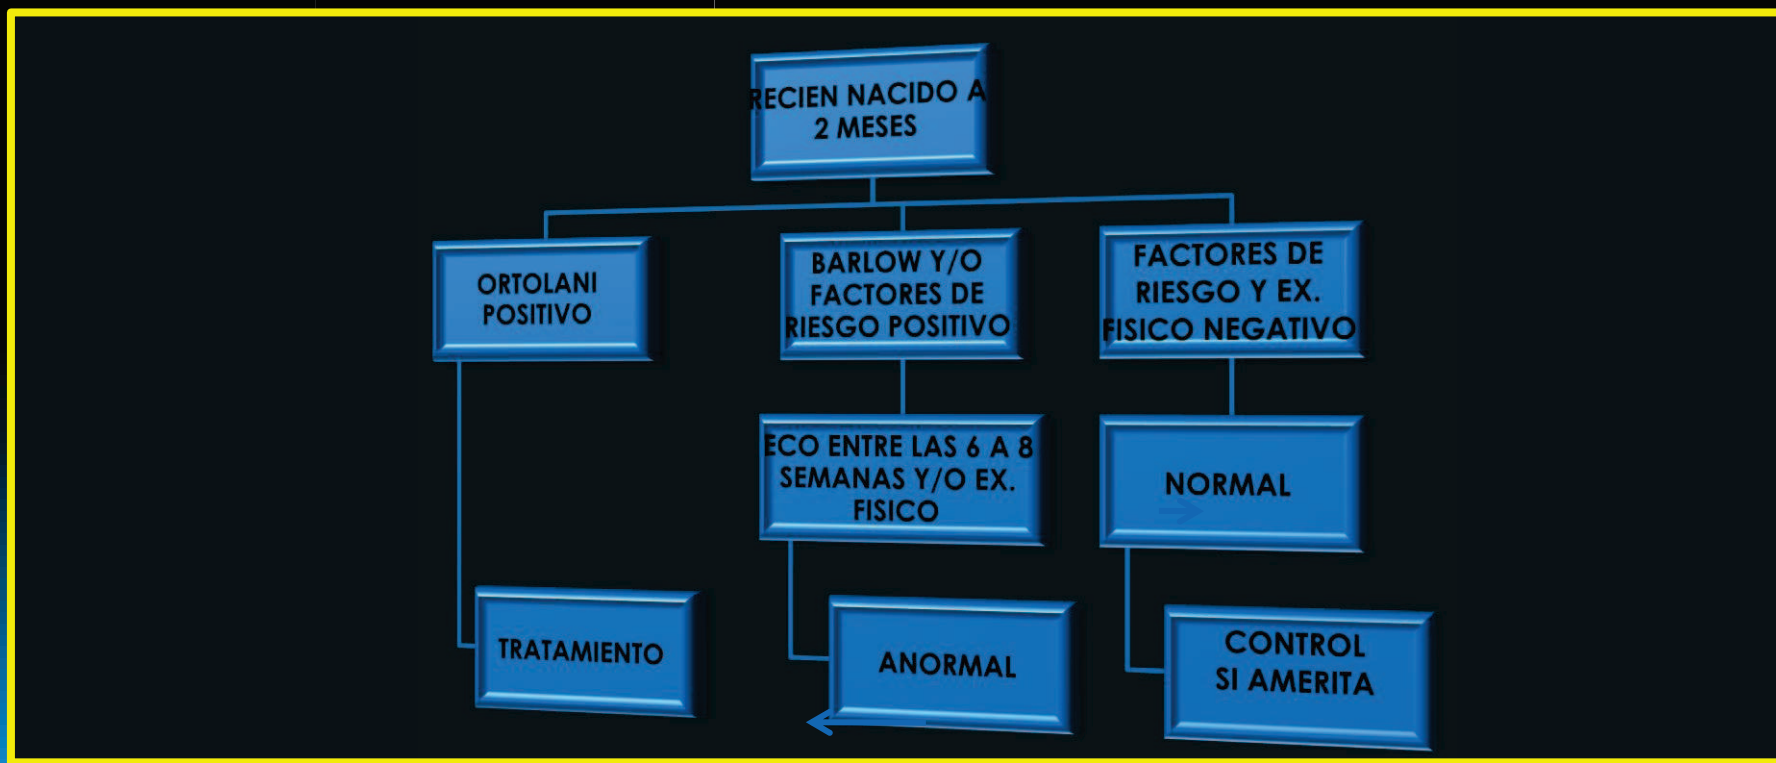 RECIEN NACIDO A
2 MESES
ORTOLANI
POSITIVO
BARLOW Y/O
FACTORES DE
RIESGO POSITIVO
FACTORES DE
RIESGO Y EX.
FISICO NEGATIVO
ECO ENTRE LAS 6 A 8
SEMANAS Y/O EX.
FISICO
NORMAL
TRATAMIENTO
ANORMAL
CONTROL
SI AMERITA